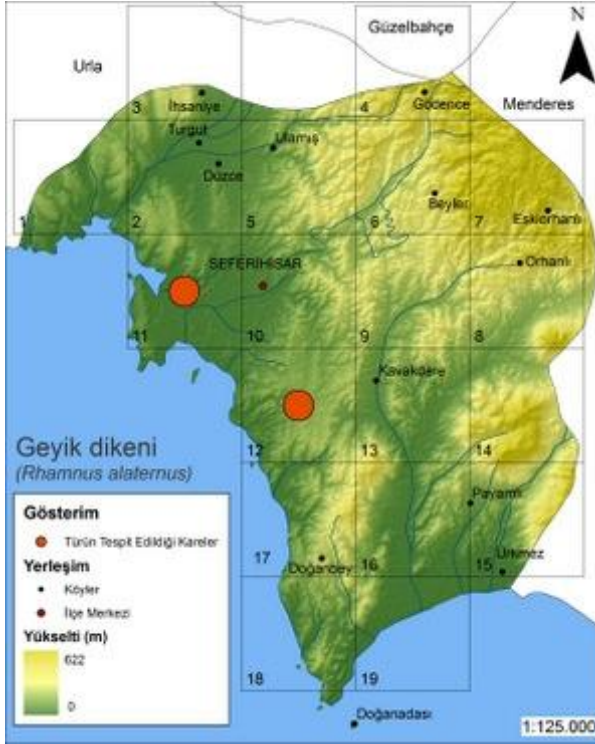 Güzelbahçe
N
Urla
3
İhsaniye
4
Gödence
Menderes
Turgut
Ulamış
Düzce
Beyler
Eskiorhanlı
1
2
5
6
7
SEFERİHİSAR
Orhanlı
11
10
9
8
Kavakdere
Geyik dikeni
(Rhamnus alaternus)
12
13
14
Gösterim
Türün Tespit Edildiği Kareler
Yerleşim
Köyler
İlçe Merkezi
Yükselti (m)
622
0
Payamlı
17
Doğanbey
16
15
Ürkmez
18
19
Doğanadası
1:125.000